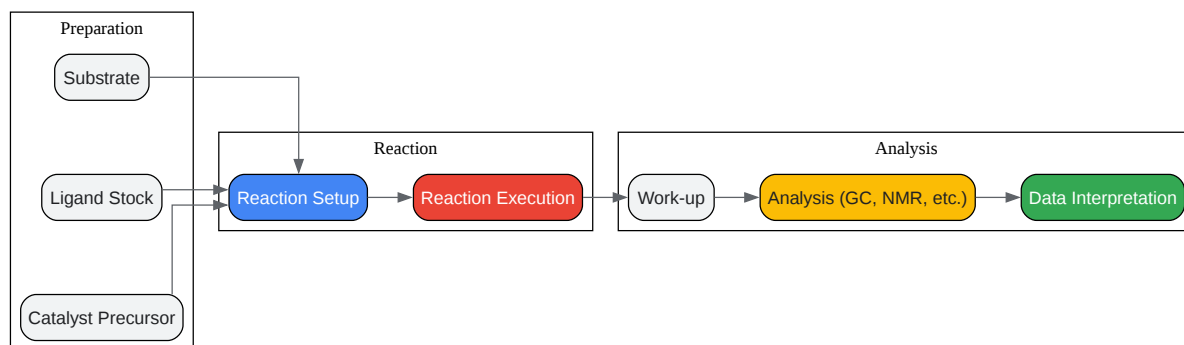 Preparation
Substrate
Ligand Stock
Catalyst Precursor
Reaction
Reaction Setup
Reaction Execution
Analysis
Work-up
Analysis (GC, NMR, etc.)
Data Interpretation